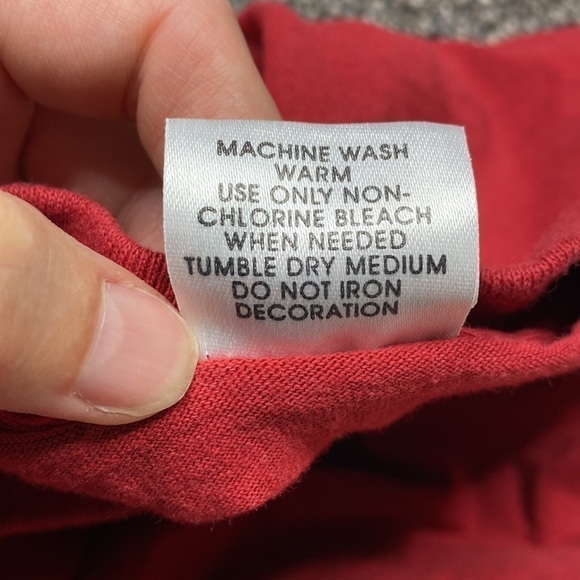 MACHINE WASH
WARM
USE ONLY NON-
CHLORINE BLEACH
WHEN NEEDED
TUMBLE DRY MEDIUM
DO NOT IRON
DECORATION